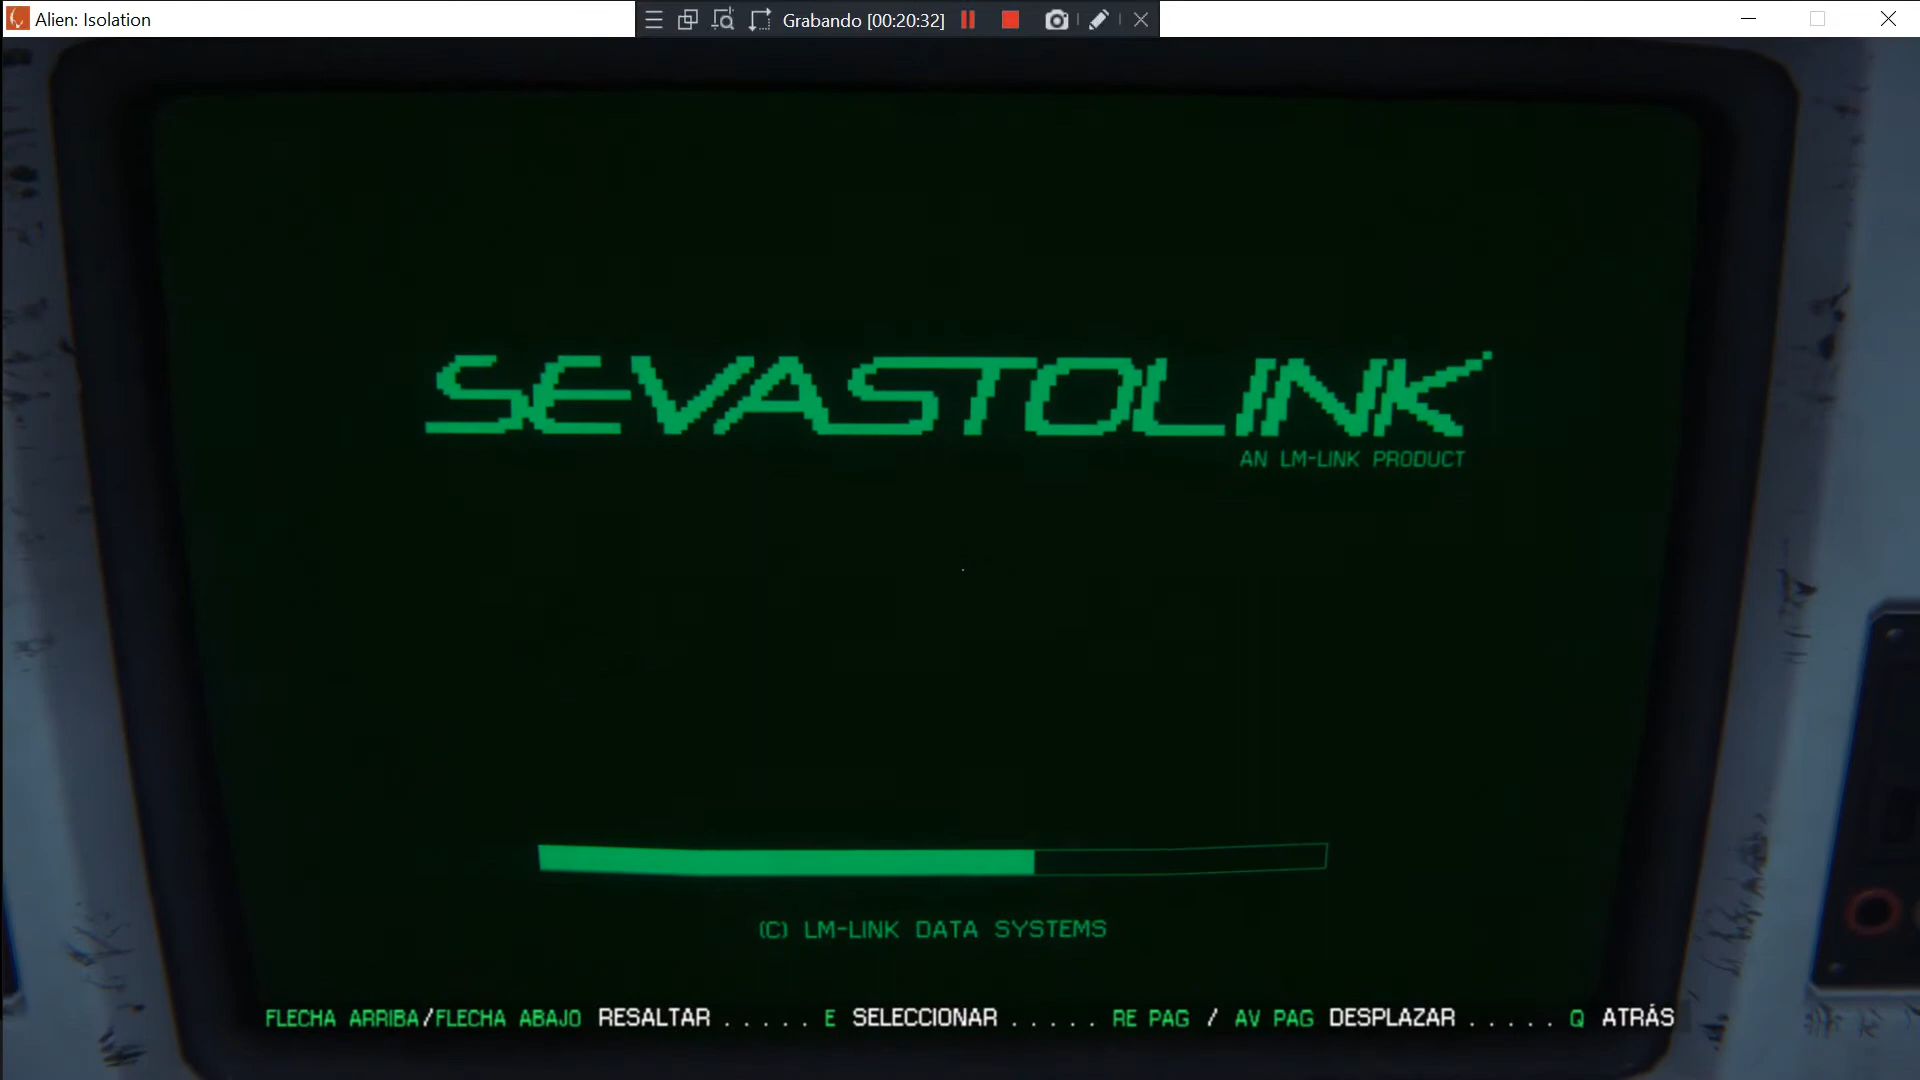 Alien: Isolation
Grabando [00:20:32]
SEVASTOLINK
AN LM-LINK PRODUCT
(C) LM-LINK DATA SYSTEMS
FLECHA ARRIBA/FLECHA ABAJO RESALTAR ..... E SELECCIONAR ..... RE PAG / AV PAG DESPLAZAR ..... Q ATRÁS